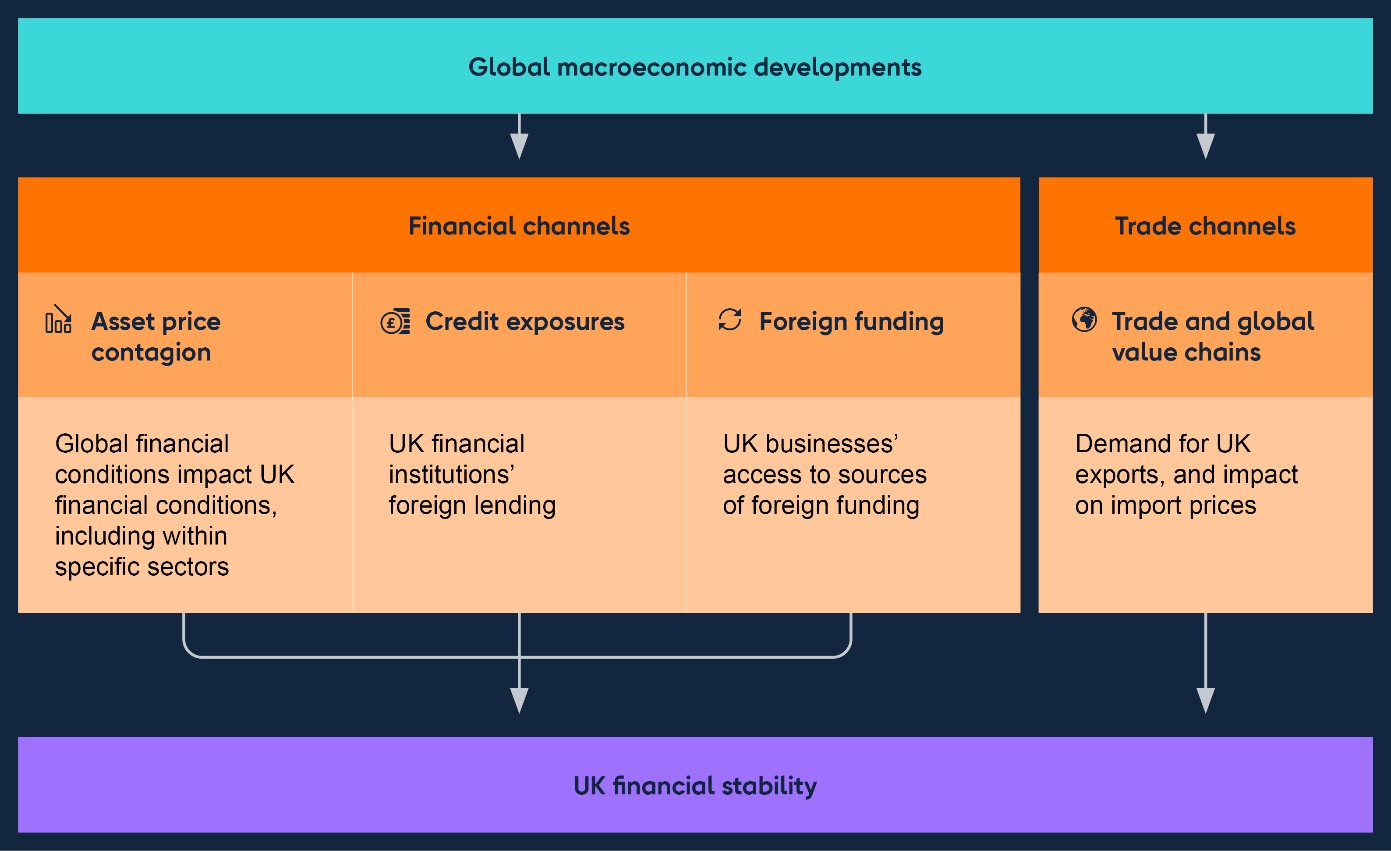 Global macroeconomic developments
Financial channels
Asset price
contagion
Global financial
conditions impact UK
financial conditions,
including within
specific sectors
Credit exposures
UK financial
institutions’
foreign lending
Foreign funding
UK businesses’
access to sources
of foreign funding
Trade channels
Trade and global
value chains
Demand for UK
exports, and impact
on import prices
UK financial stability